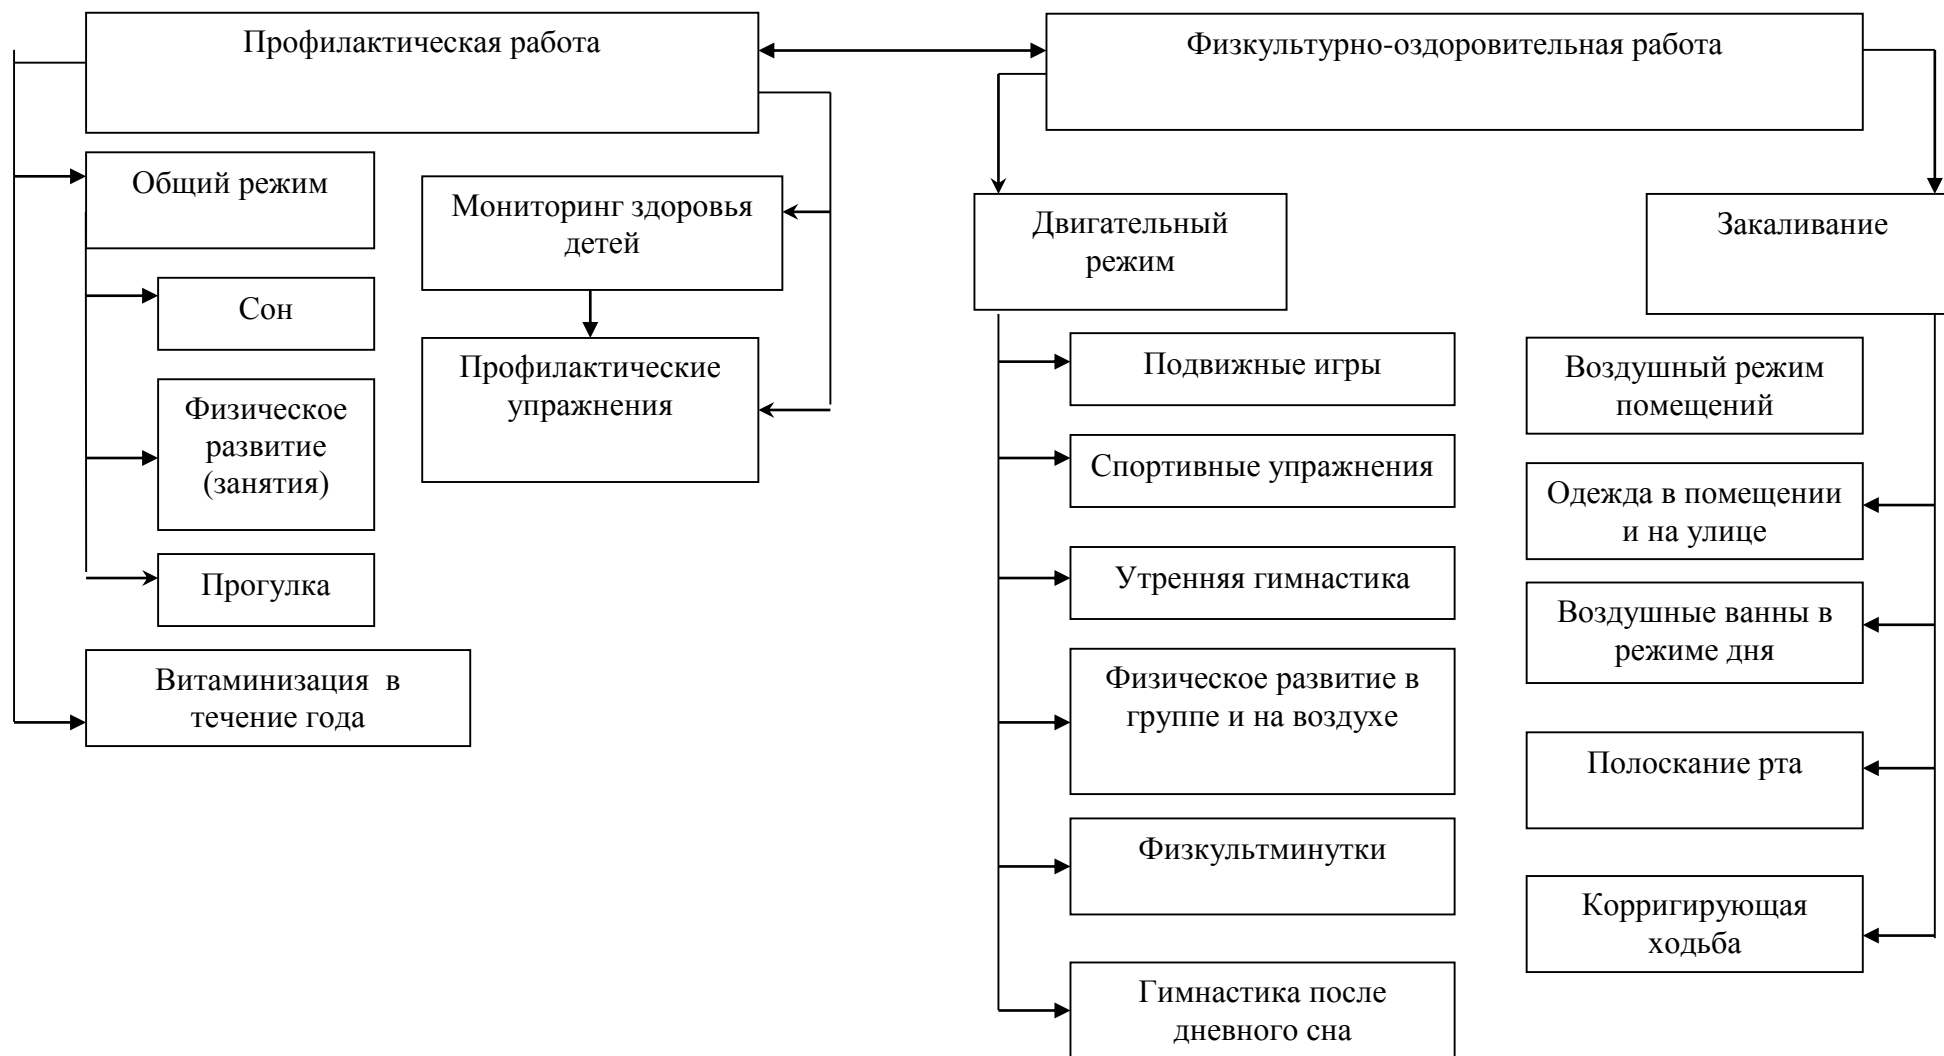 Профилактическая работа
Физкультурно-оздоровительная работа
Общий режим
Сон
Физическое
развитие
(занятия)
Прогулка
Витаминизация в
течение года
Мониторинг здоровья
детей
Профилактические
упражнения
Двигательный
режим
Подвижные игры
Спортивные упражнения
Утренняя гимнастика
Физическое развитие в
группе и на воздухе
Физкультминутки
Гимнастика после
дневного сна
Закаливание
Воздушный режим
помещений
Одежда в помещении
и на улице
Воздушные ванны в
режиме дня
Полоскание рта
Корригирующая
ходьба